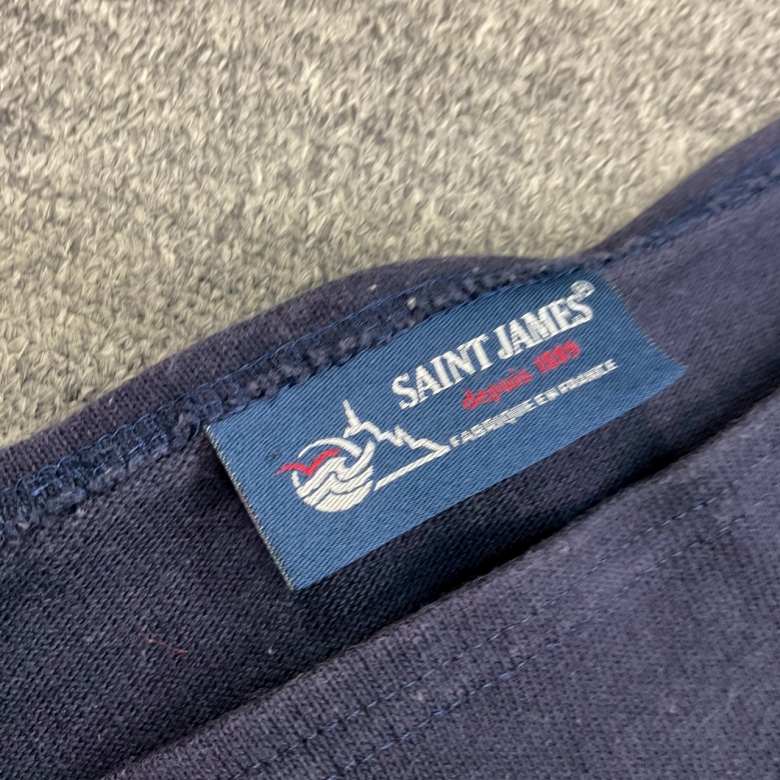 SAINT JAMES®
depuis 1889
FABRIQUE EN FRANCE